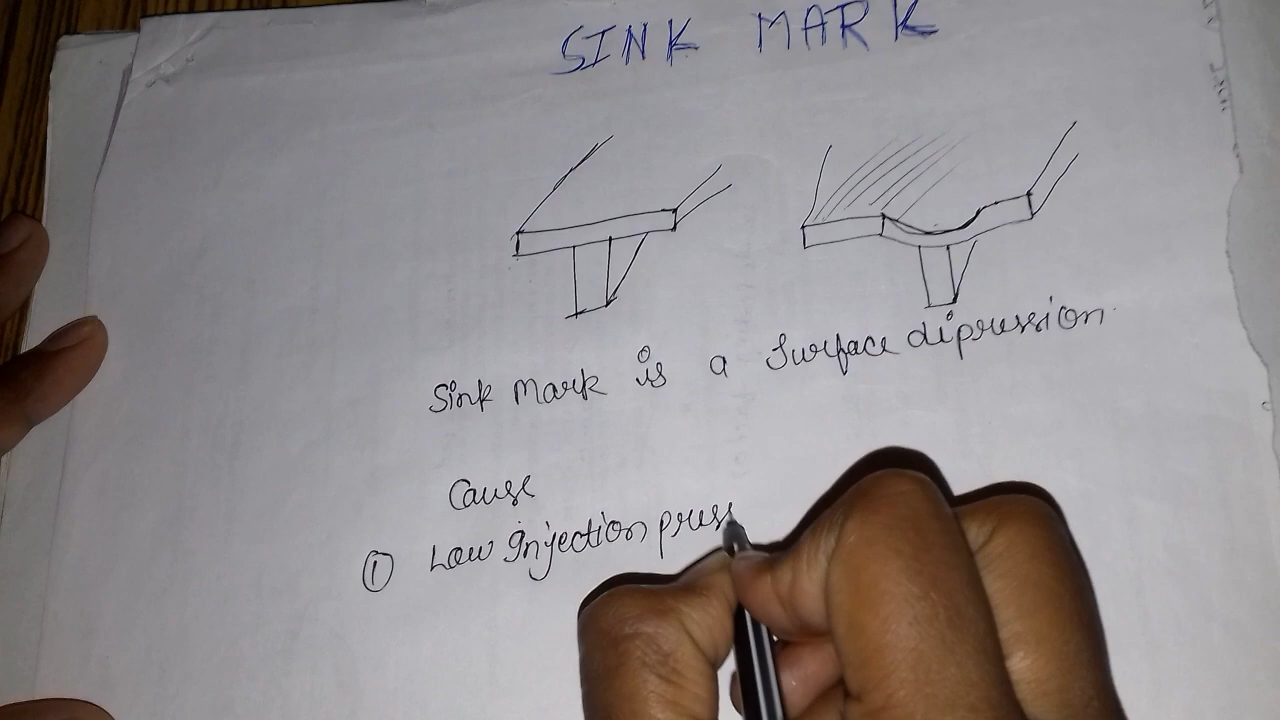 SINK MARK
Sink Mark is a Surface dipression.
Cause
① Low Injection press